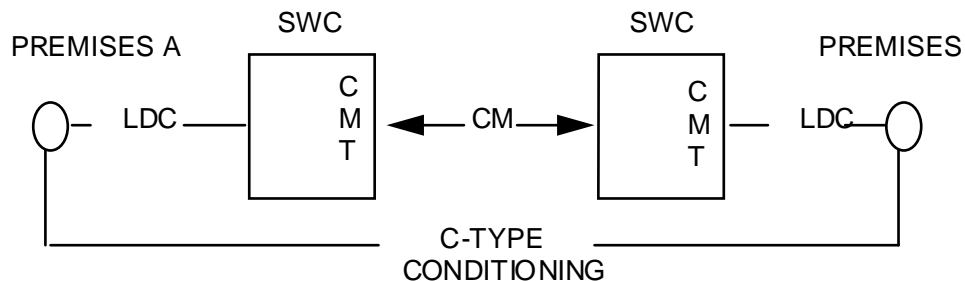 SWC SWC
PREMISES A PREMISES
C C
LDC M CM M LDC
T T
C-TYPE
CONDITIONING